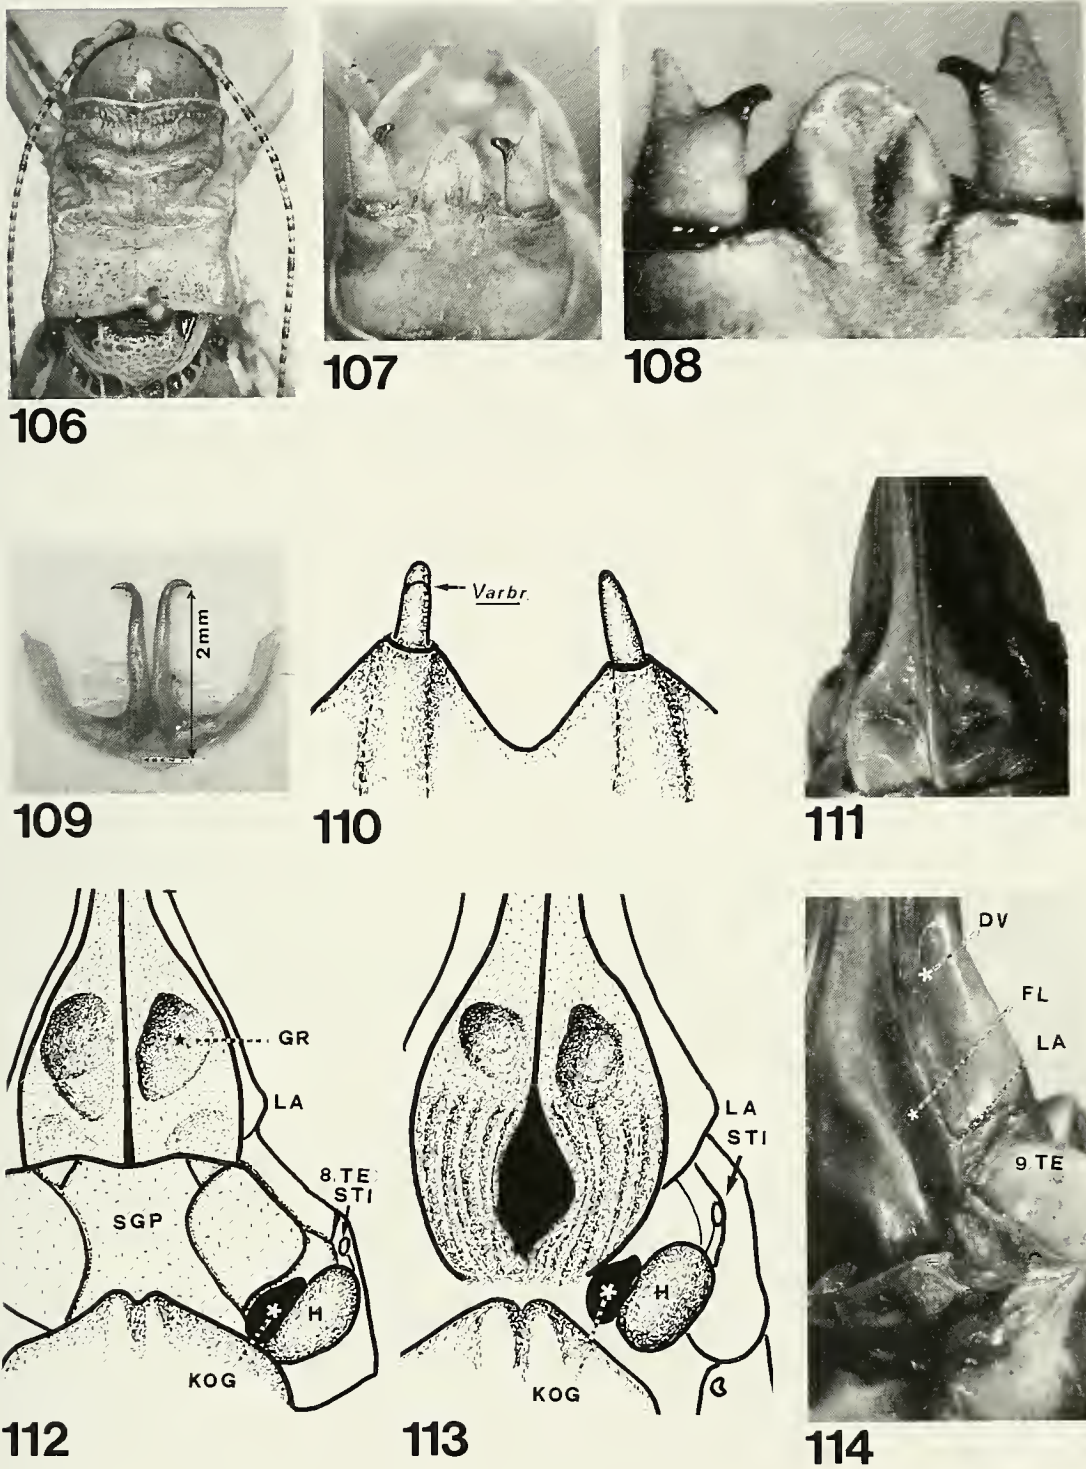 106
107
108
2mm
Varbr.
109
110
111
GR
LA
8.TE
STI
SGP
H
KOG
112
LA
STI
H
KOG
113
DV
FL
LA
9.TE
114